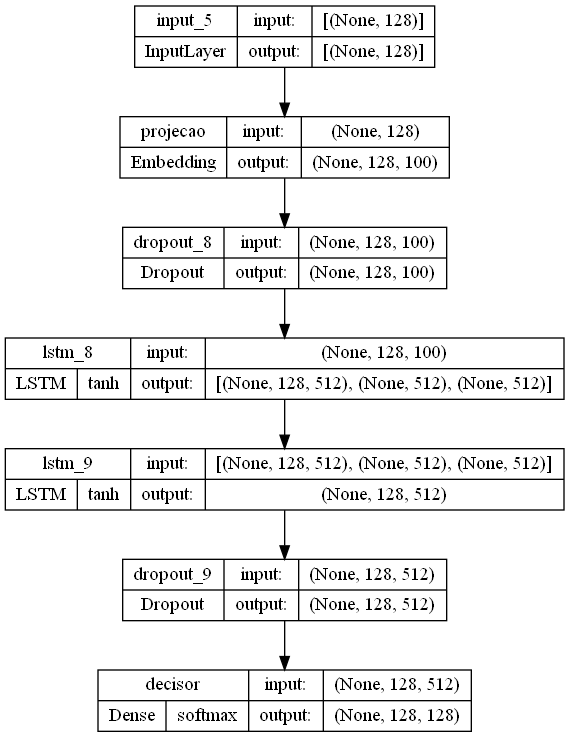 input_5 input: [(None, 128)]
InputLayer output: [(None, 128)]
projecao input: (None, 128)
Embedding output: (None, 128, 100)
dropout_8 input: (None, 128, 100)
Dropout output: (None, 128, 100)
lstm_8 input: (None, 128, 100)
LSTM tanh output: [(None, 128, 512), (None, 512), (None, 512)]
lstm_9 input: [(None, 128, 512), (None, 512), (None, 512)]
LSTM tanh output: (None, 128, 512)
dropout_9 input: (None, 128, 512)
Dropout output: (None, 128, 512)
decisor input: (None, 128, 512)
Dense softmax output: (None, 128, 128)